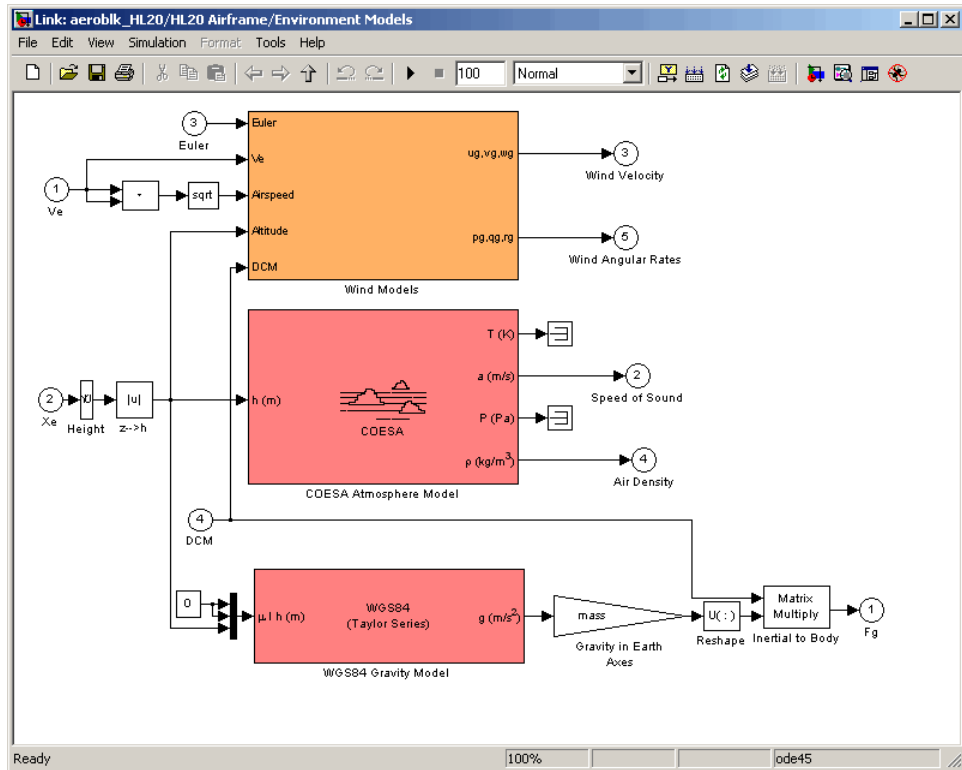 Link: aeroblk_HL20/HL20 Airframe/Environment Models
File Edit View Simulation Format Tools Help
100 Normal
3
Euler
Euler
Ve
Airspeed
Altitude
DCM
ug,vg,wg
pg,qg,rg
Wind Models
3
Wind Velocity
5
Wind Angular Rates
1
Ve
sqrt
T (K)
a (m/s)
P (Pa)
ρ (kg/m³)
h (m)
COESA
COESA Atmosphere Model
2
Speed of Sound
4
Air Density
2
Xe
Height
|u|
z-->h
4
DCM
0
μ l h (m)
WGS84
(Taylor Series)
g (m/s²)
WGS84 Gravity Model
mass
Gravity in Earth
Axes
U( : )
Reshape
Matrix
Multiply
Inertial to Body
1
Fg
Ready 100% ode45